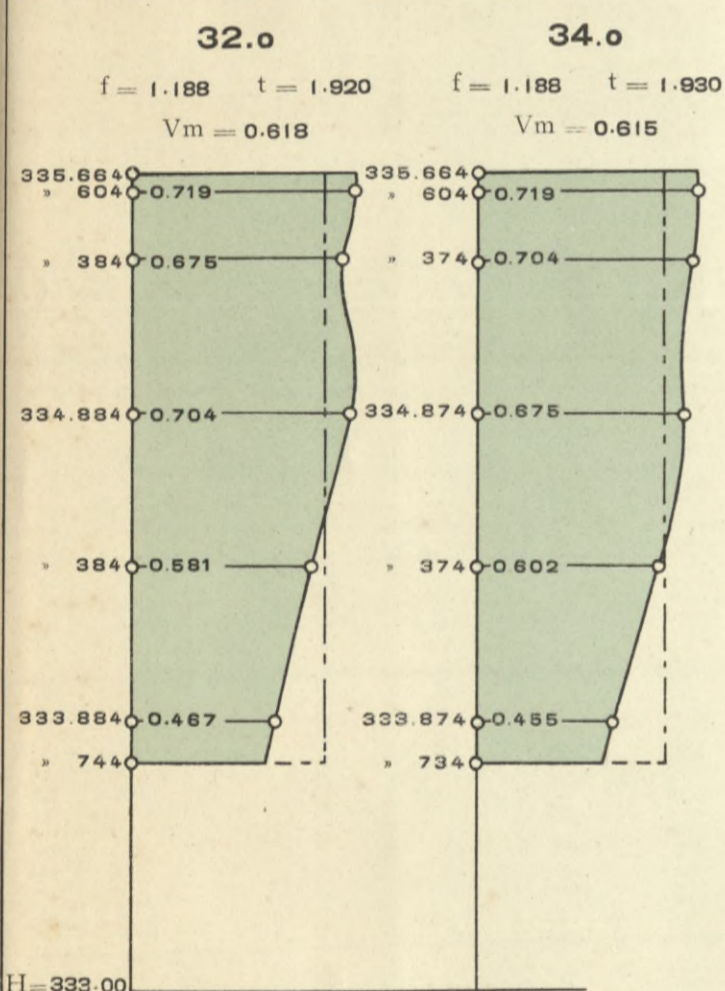 32.0
f = 1.188 t = 1.920
Vm = 0.618
335.664
» 604 0.719
» 384 0.675
334.884 0.704
» 384 0.581
333.884 0.467
» 744
34.0
f = 1.188 t = 1.930
Vm = 0.615
335.664
» 604 0.719
» 374 0.704
334.874 0.675
» 374 0.602
333.874 0.455
» 734
H=333.00